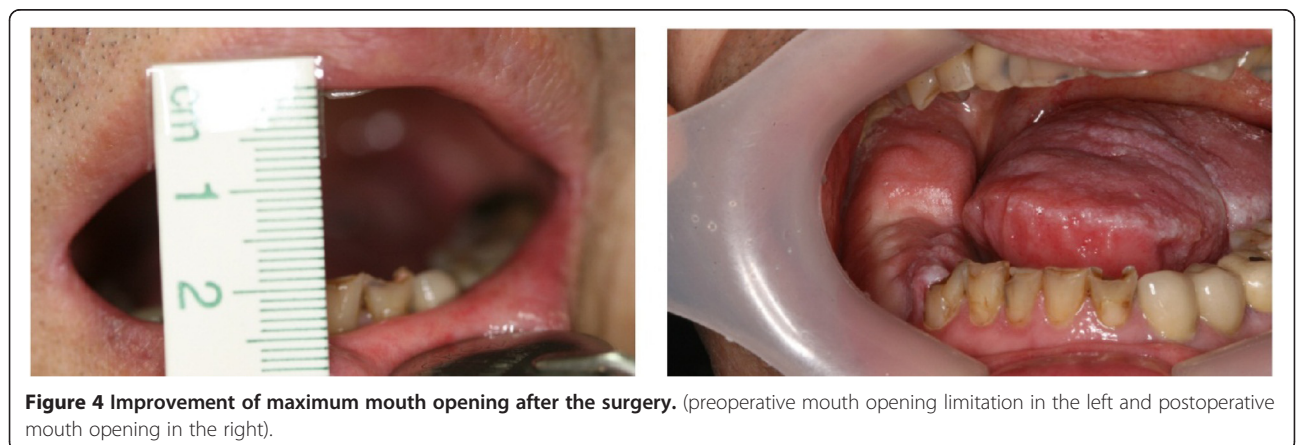 cm
1
2
Figure 4 Improvement of maximum mouth opening after the surgery. (preoperative mouth opening limitation in the left and postoperative
mouth opening in the right).